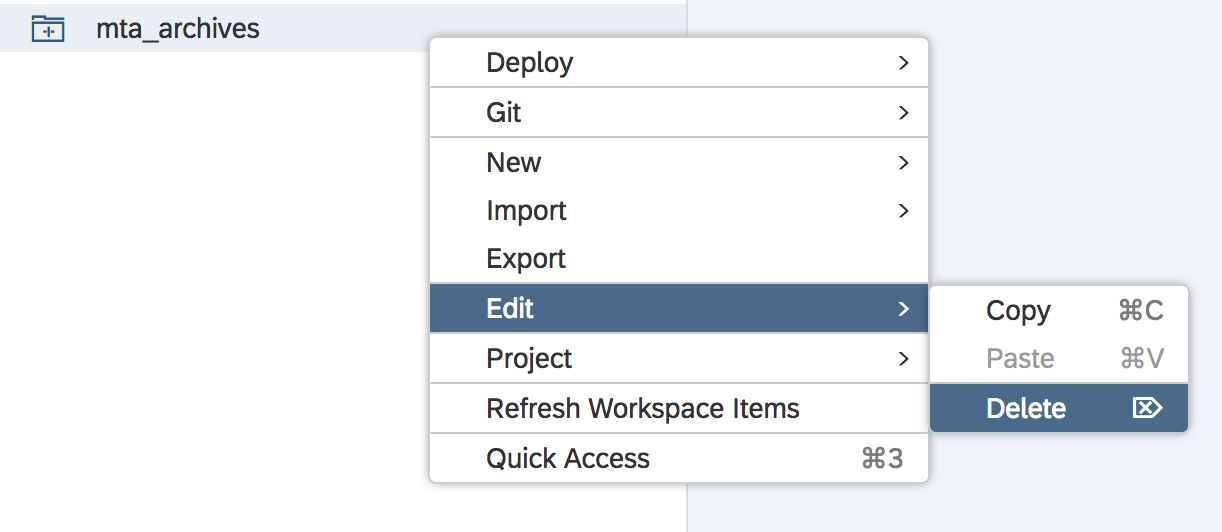 mta_archives
Deploy
Git
New
Import
Export
Edit
Project
Refresh Workspace Items
Quick Access ⌘3
Copy ⌘C
Paste ⌘V
Delete ⌦